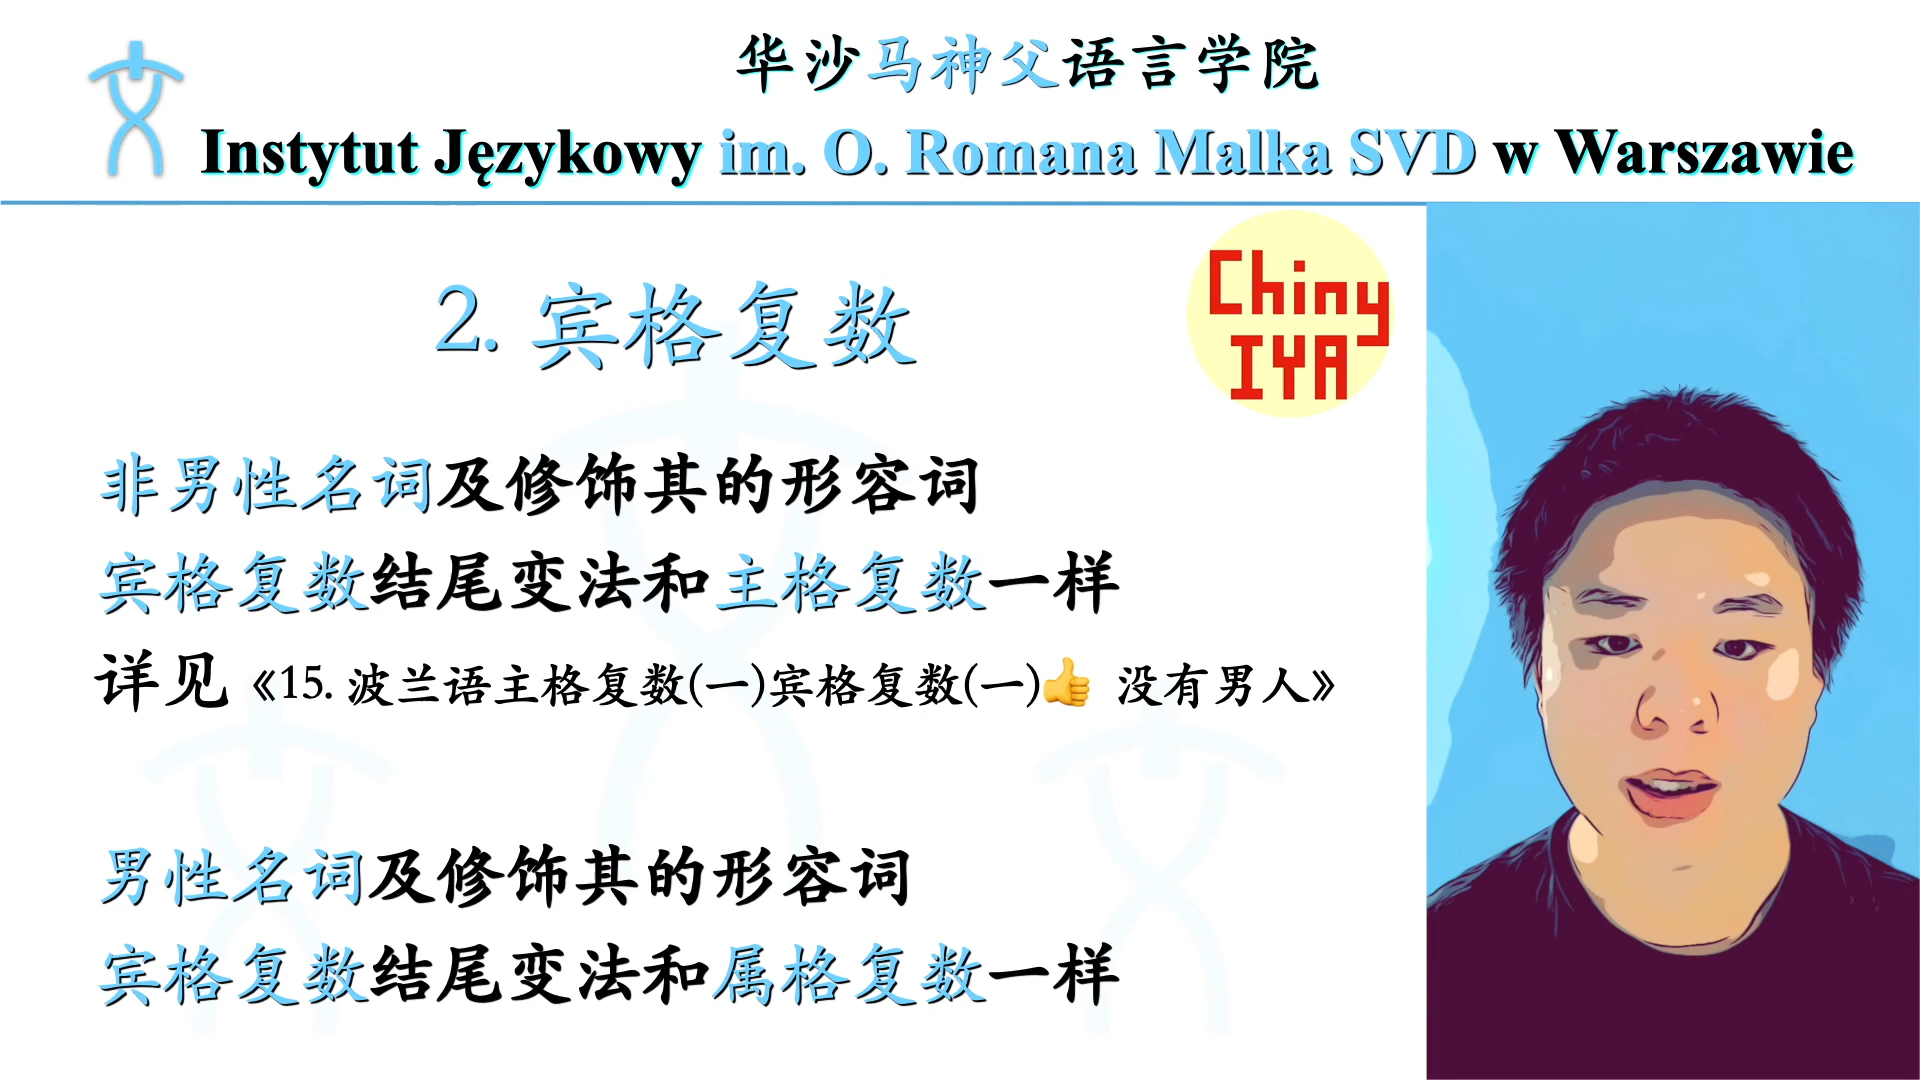 华沙马神父语言学院
Instytut Językowy im. O. Romana Malka SVD w Warszawie
Chiny
IYA
2. 宾格复数
非男性名词及修饰其的形容词
宾格复数结尾变法和主格复数一样
详见《15. 波兰语主格复数(一)宾格复数(一)👍 没有男人》
男性名词及修饰其的形容词
宾格复数结尾变法和属格复数一样